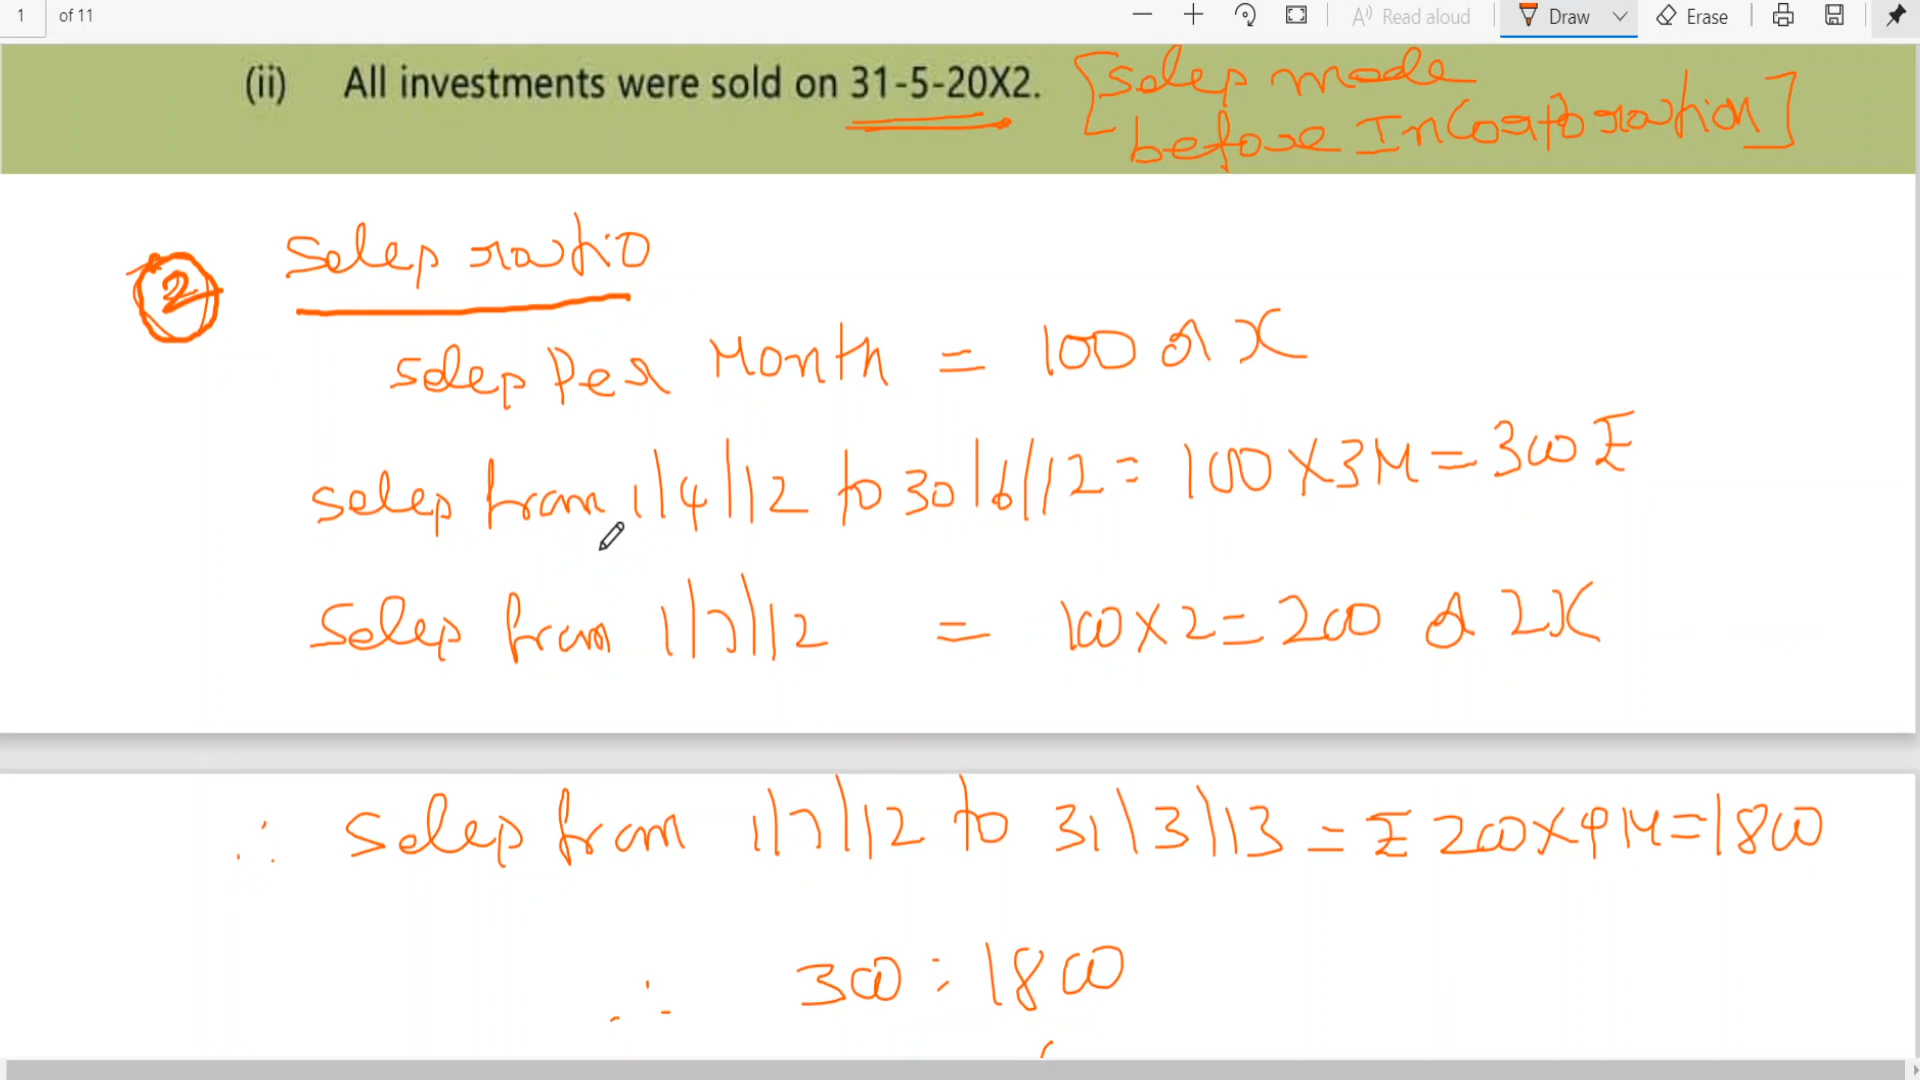 1 of 11 Read aloud Draw Erase
(ii) All investments were sold on 31-5-20X2.
[Sales made
before Incorporation]
2 Sales ratio
Sales Per Month = 100 or X
Sales from 1/4/12 to 30/6/12 = 100 X 3M = 300 ₹
Sales from 1/7/12 = 100 X 2 = 200 or 2X
∴ Sales from 1/7/12 to 31/3/13 = ₹ 200 X 9M = 1800
∴ 300 : 1800